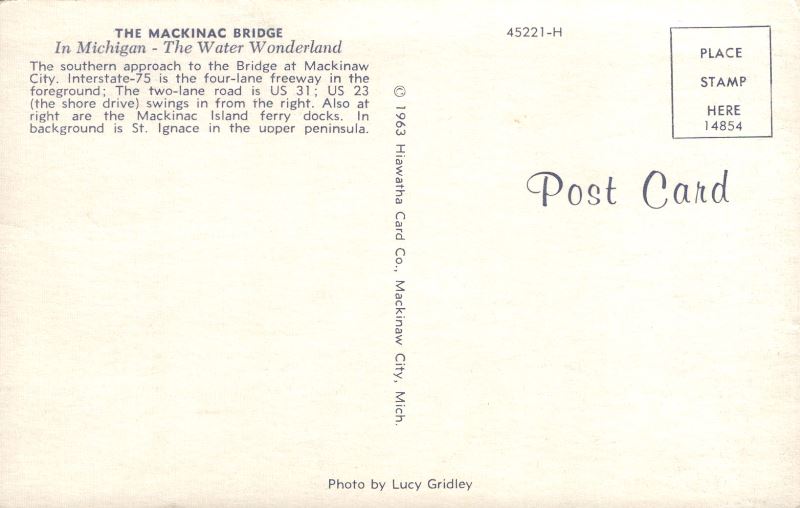 THE MACKINAC BRIDGE
In Michigan - The Water Wonderland
The southern approach to the Bridge at Mackinaw
City. Interstate-75 is the four-lane freeway in the
foreground; The two-lane road is US 31; US 23
(the shore drive) swings in from the right. Also at
right are the Mackinac Island ferry docks. In
background is St. Ignace in the upper peninsula.
© 1963 Hiawatha Card Co., Mackinaw City, Mich.
45221-H
PLACE
STAMP
HERE
14854
Post Card
Photo by Lucy Gridley